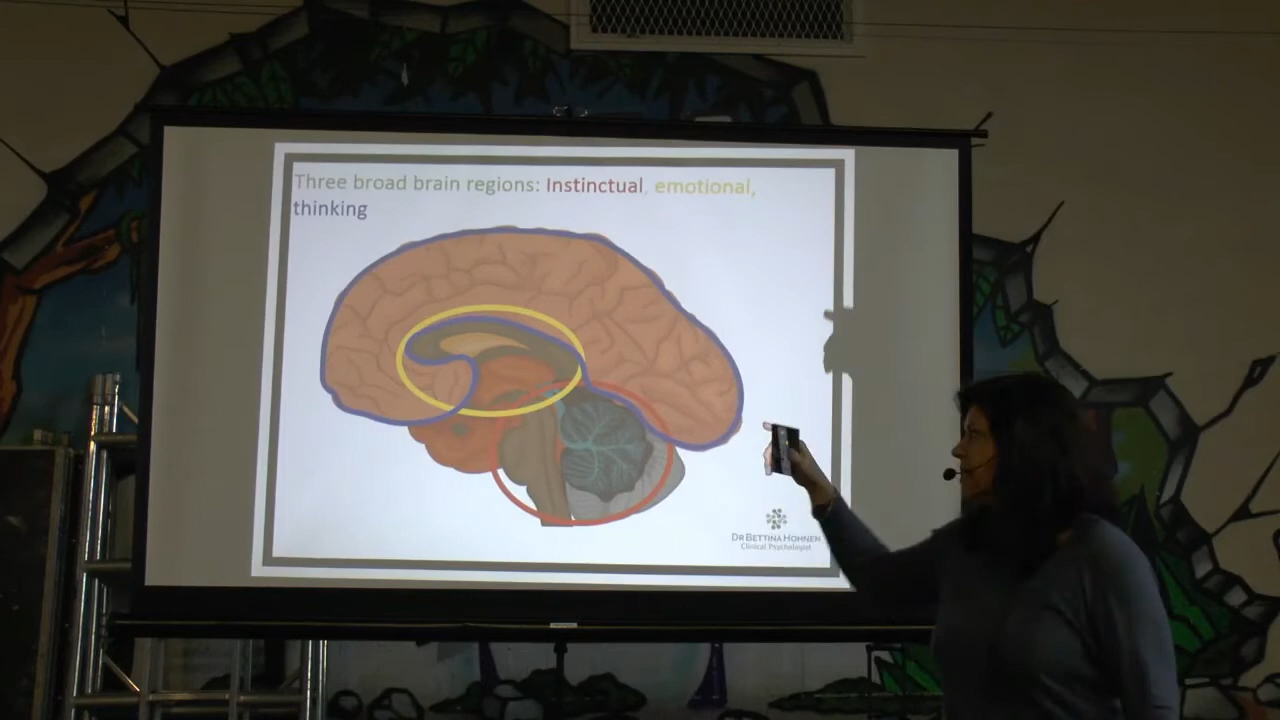 Three broad brain regions: Instinctual, emotional,
thinking
DR BETTINA HOHNEN
Clinical Psychologist